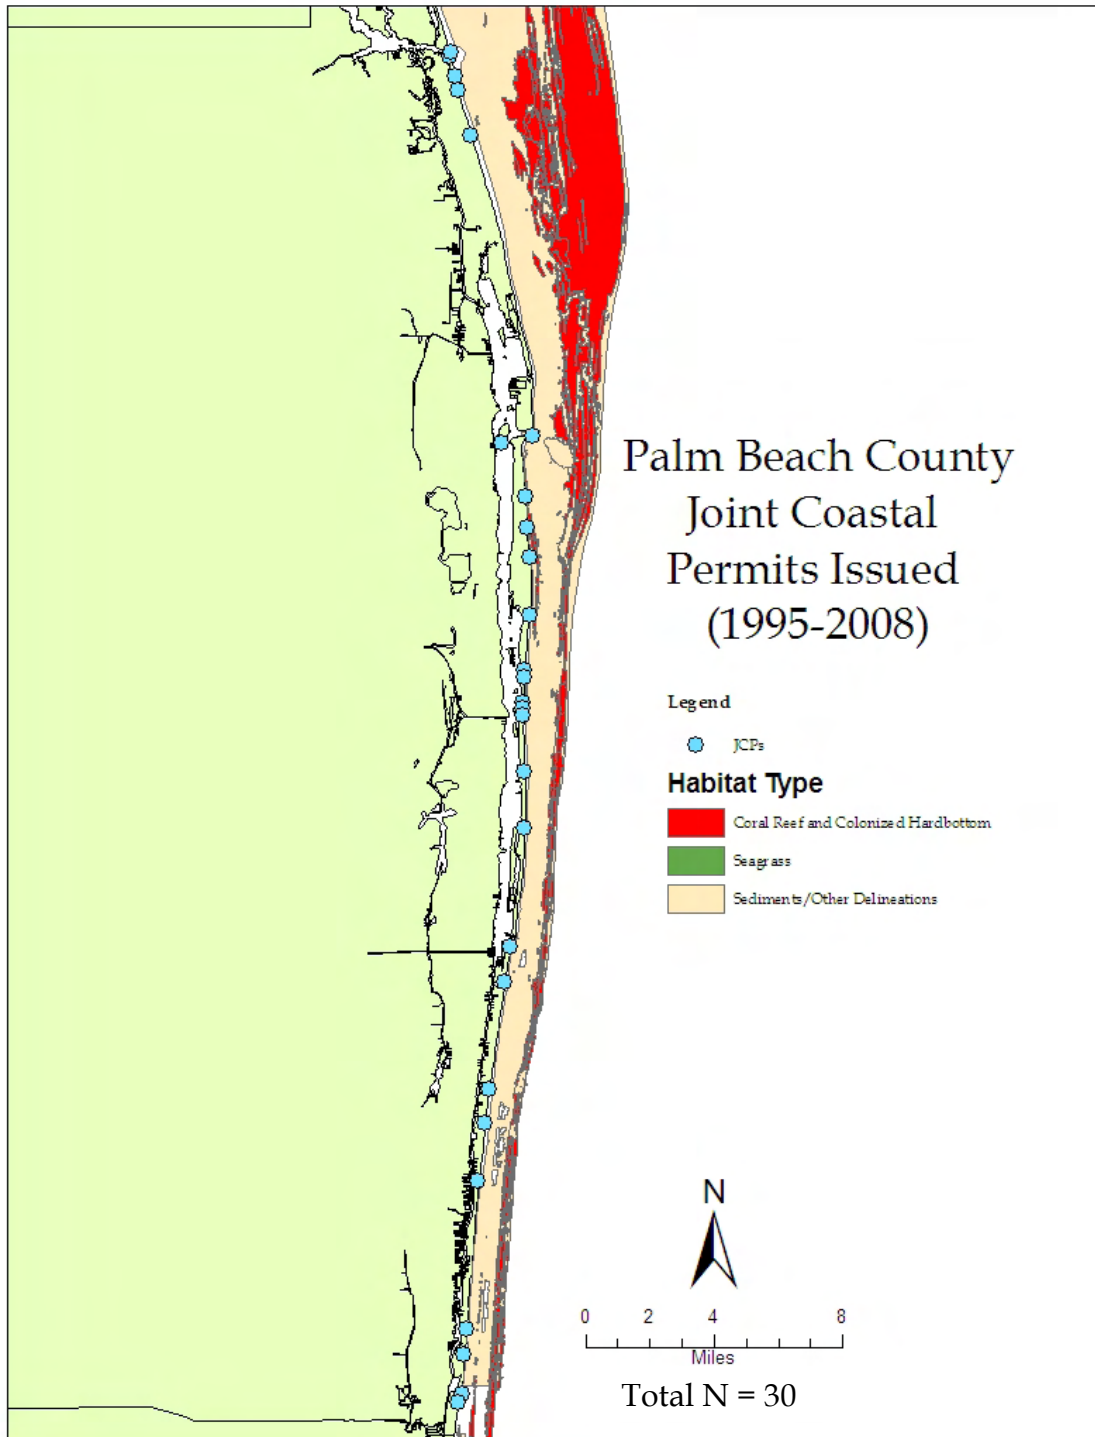 Palm Beach County
Joint Coastal
Permits Issued
(1995-2008)
Legend
JCPs
Habitat Type
Coral Reef and Colonized Hardbottom
Seagrass
Sediments/Other Delineations
N
0 2 4 8
Miles
Total N = 30